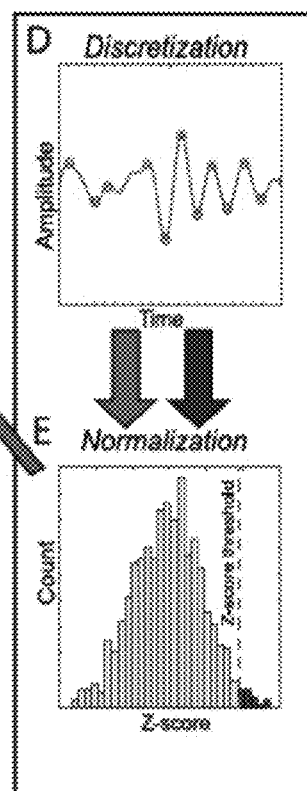 D Discretization
Amplitude
Time
E Normalization
Count
Z-score threshold
Z-score